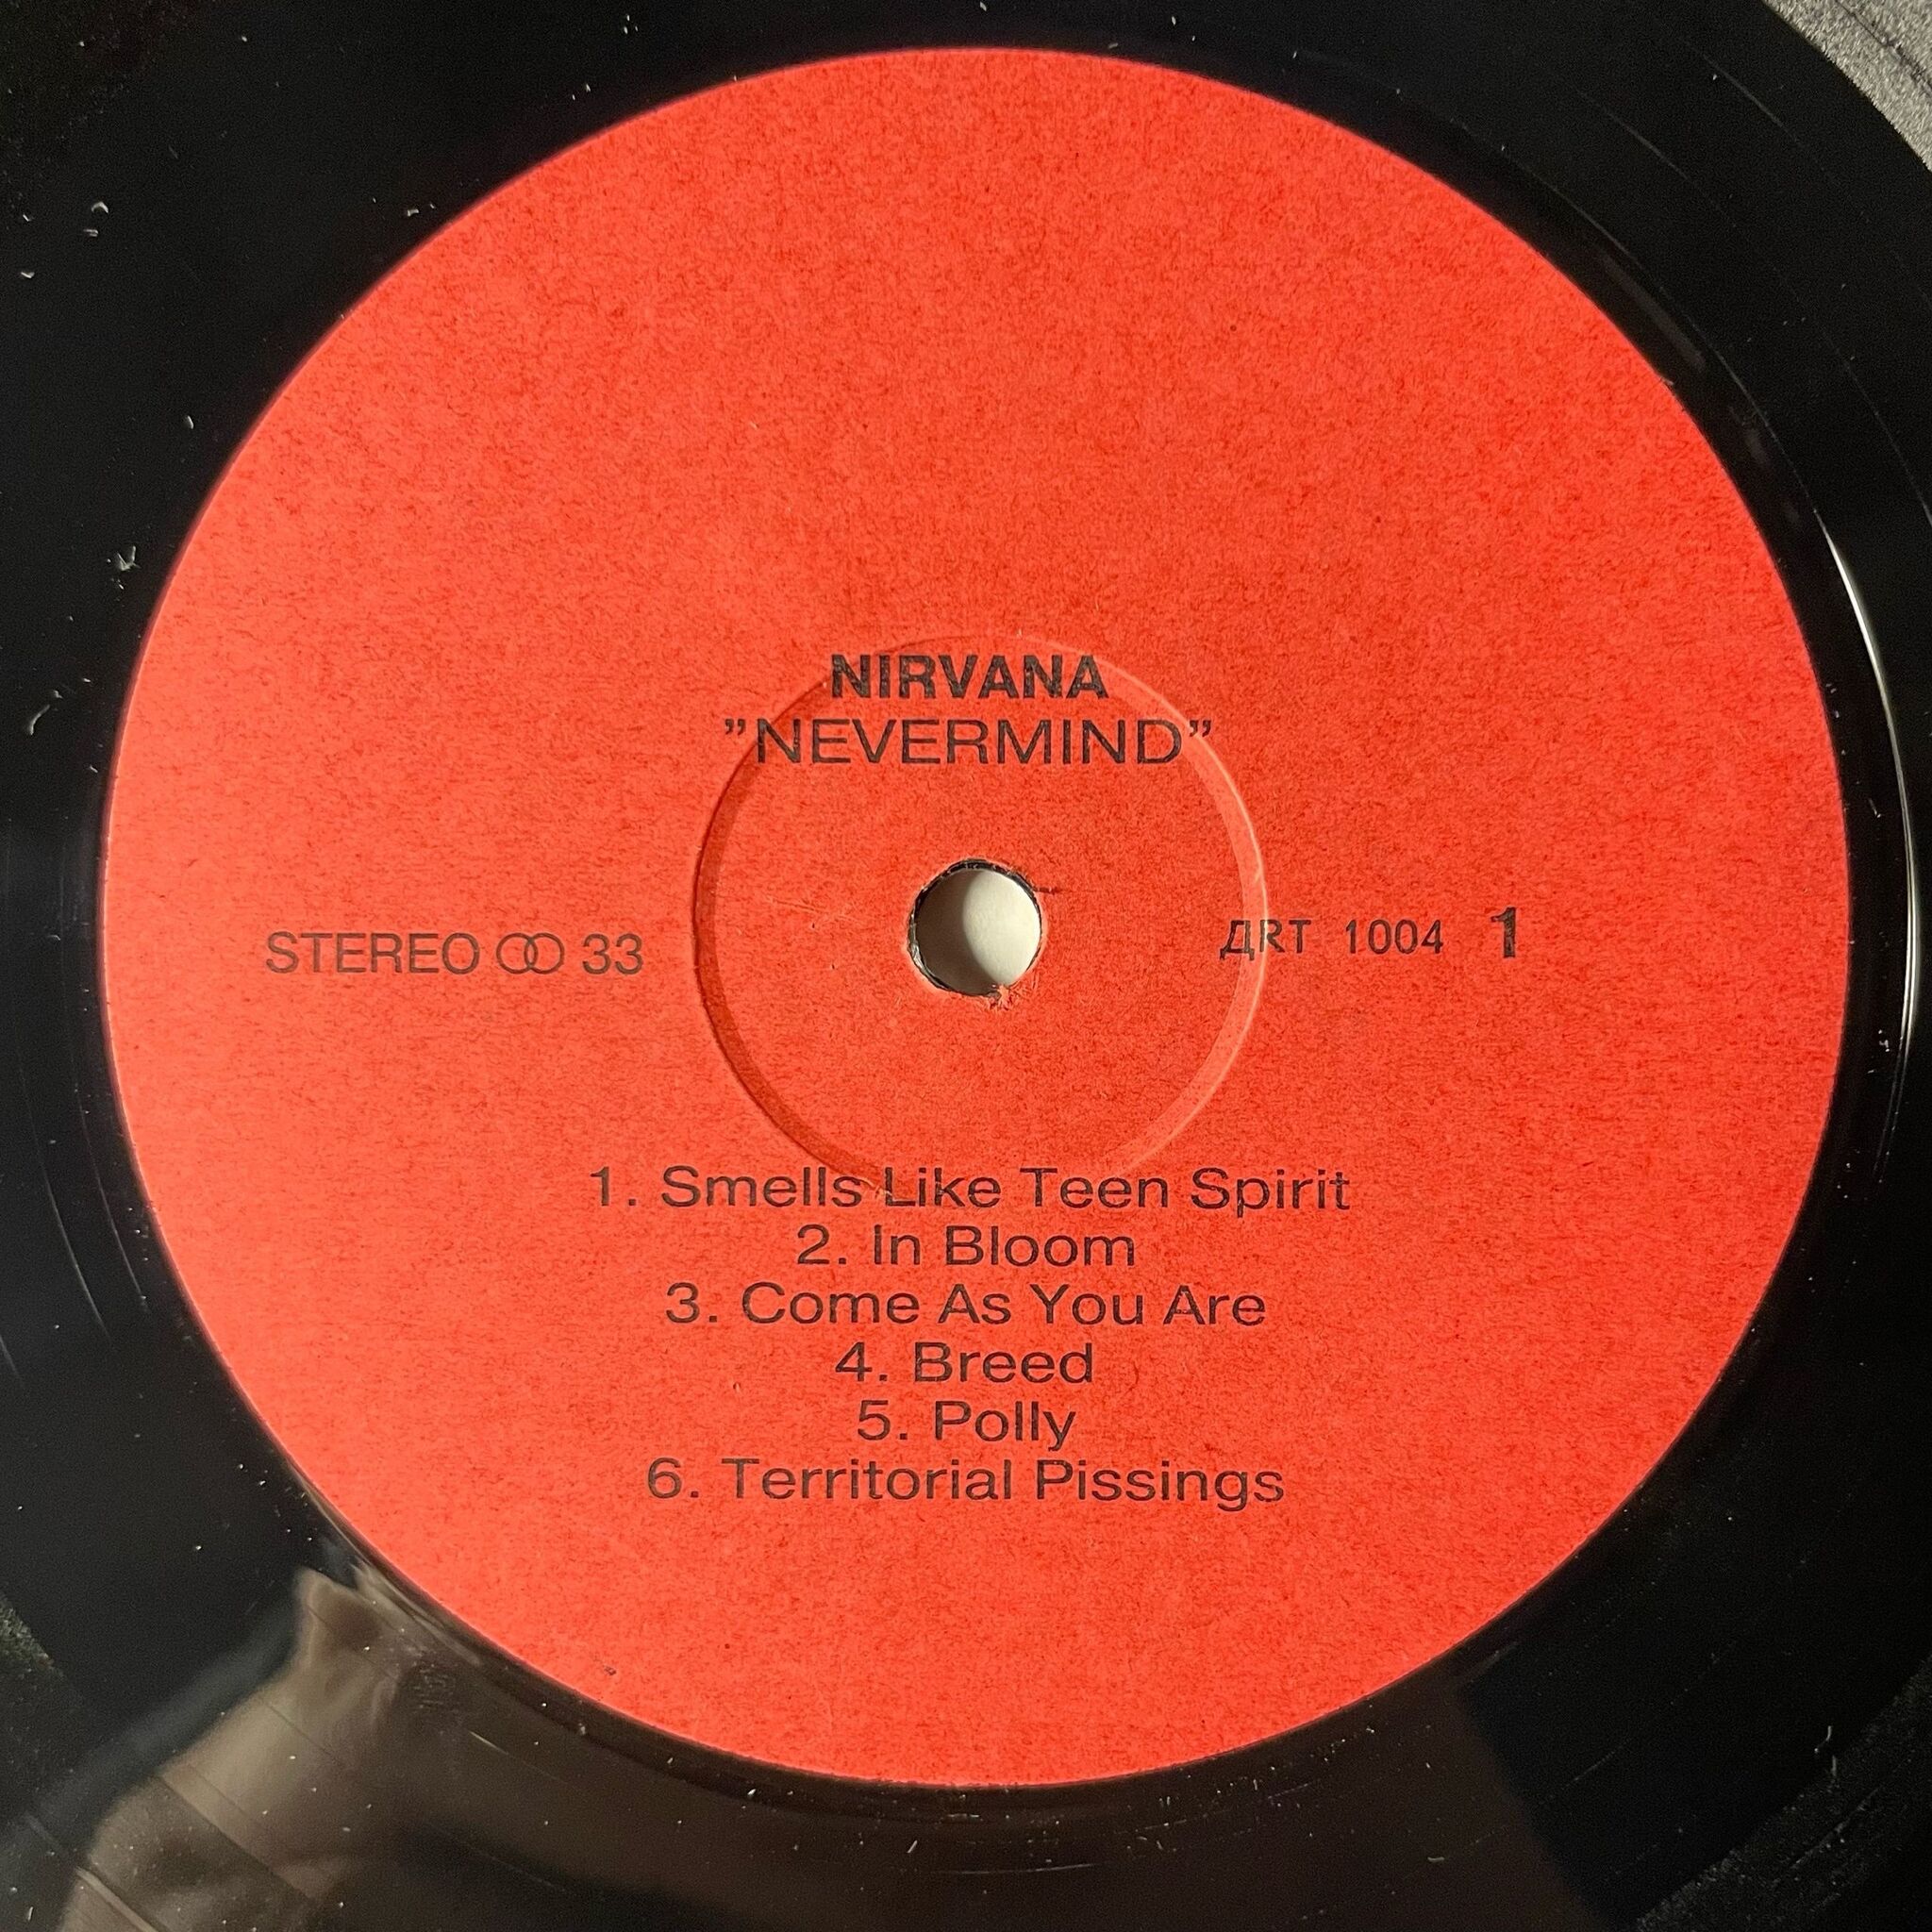 NIRVANA
”NEVERMIND”
STEREO ꝏ 33
ДRT 1004 1
1. Smells Like Teen Spirit
2. In Bloom
3. Come As You Are
4. Breed
5. Polly
6. Territorial Pissings